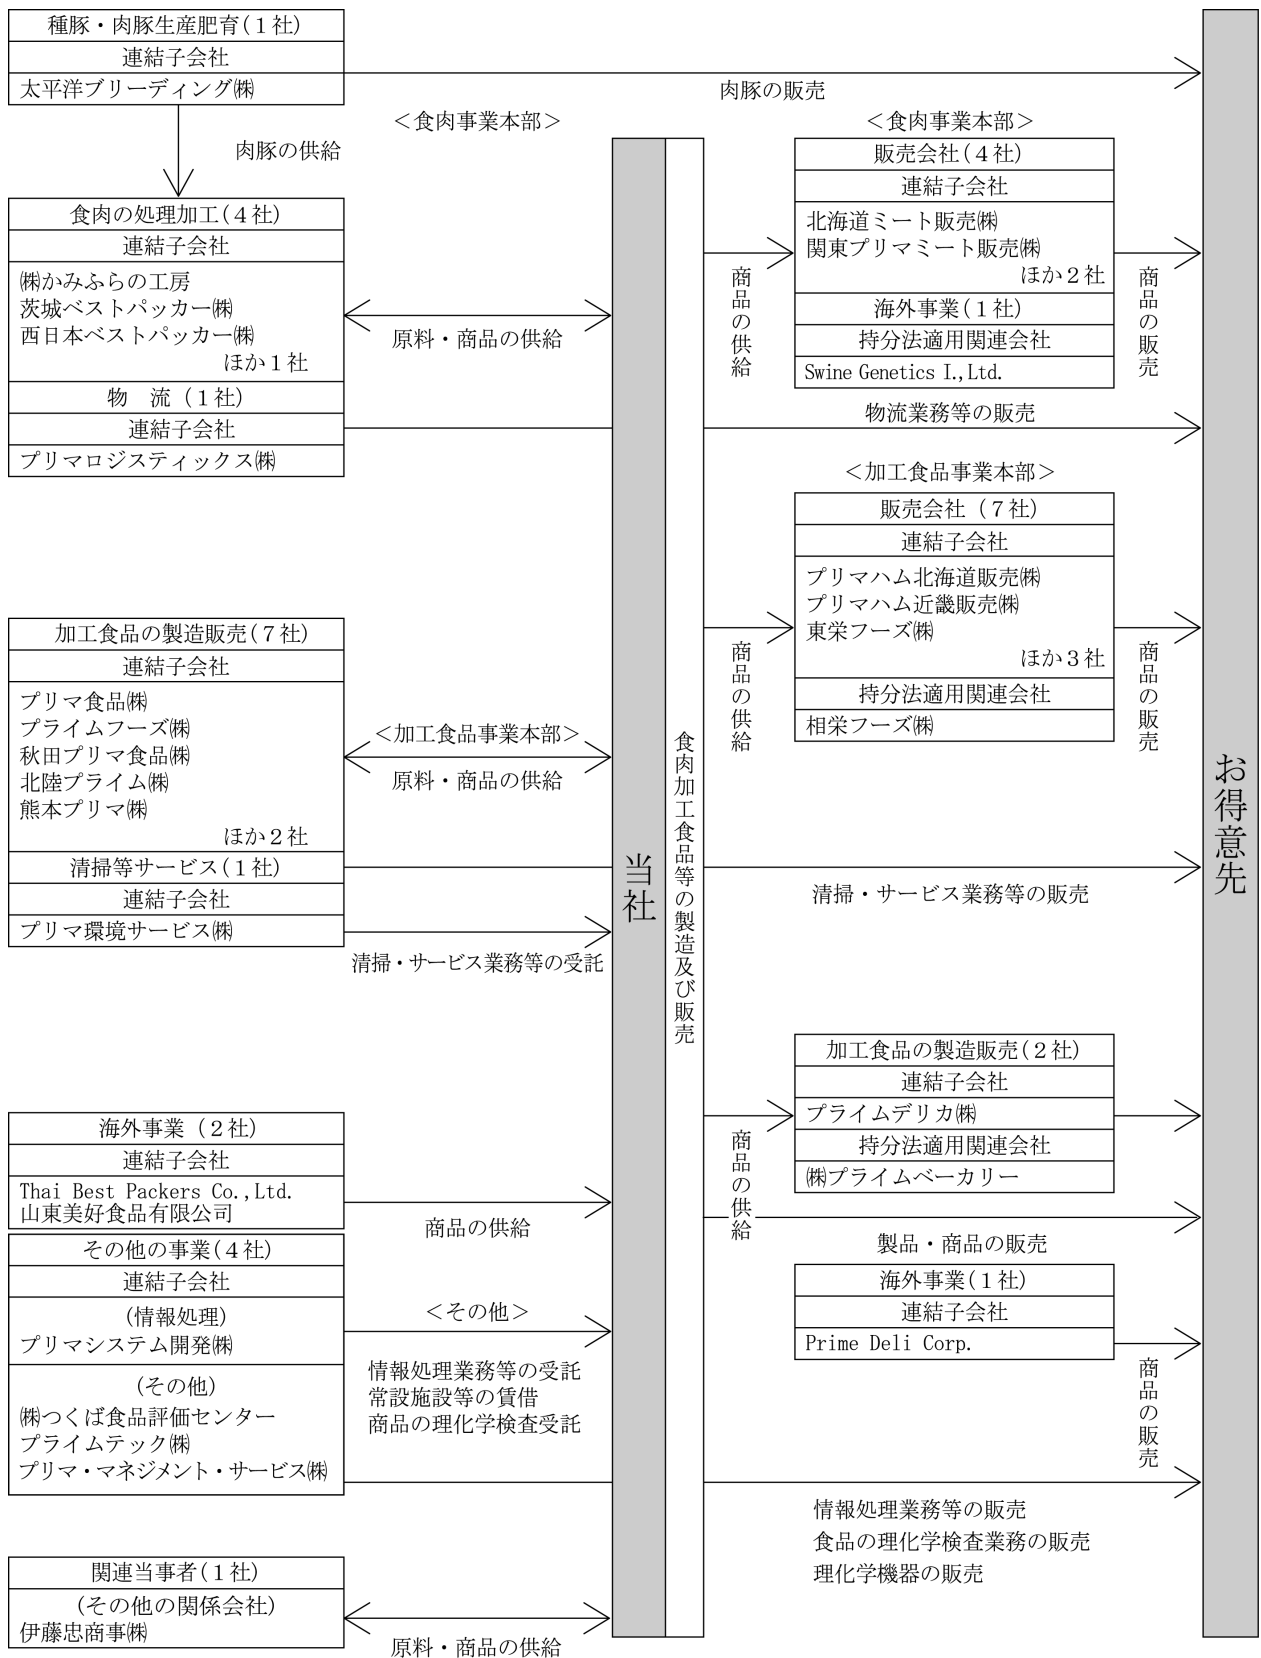 種豚・肉豚生産肥育(１社)
連結子会社
太平洋ブリーディング㈱
肉豚の販売
肉豚の供給
＜食肉事業本部＞
食肉の処理加工(４社)
連結子会社
㈱かみふらの工房
茨城ベストパッカー㈱
西日本ベストパッカー㈱
ほか１社
物　流（１社）
連結子会社
プリマロジスティックス㈱
原料・商品の供給
＜食肉事業本部＞
販売会社(４社)
連結子会社
北海道ミート販売㈱
関東プリマミート販売㈱
ほか２社
海外事業(１社)
持分法適用関連会社
Swine Genetics I.,Ltd.
商品の供給
商品の販売
物流業務等の販売
＜加工食品事業本部＞
販売会社（７社）
連結子会社
プリマハム北海道販売㈱
プリマハム近畿販売㈱
東栄フーズ㈱
ほか３社
持分法適用関連会社
相栄フーズ㈱
商品の供給
商品の販売
加工食品の製造販売(７社)
連結子会社
プリマ食品㈱
プライムフーズ㈱
秋田プリマ食品㈱
北陸プライム㈱
熊本プリマ㈱
ほか２社
清掃等サービス(１社)
連結子会社
プリマ環境サービス㈱
＜加工食品事業本部＞
原料・商品の供給
清掃・サービス業務等の受託
当社
食肉加工食品等の製造及び販売
お得意先
清掃・サービス業務等の販売
加工食品の製造販売(２社)
連結子会社
プライムデリカ㈱
持分法適用関連会社
㈱プライムベーカリー
商品の供給
製品・商品の販売
海外事業(１社)
連結子会社
Prime Deli Corp.
商品の販売
海外事業（２社）
連結子会社
Thai Best Packers Co.,Ltd.
山東美好食品有限公司
商品の供給
その他の事業(４社)
連結子会社
(情報処理)
プリマシステム開発㈱
(その他)
㈱つくば食品評価センター
プライムテック㈱
プリマ・マネジメント・サービス㈱
＜その他＞
情報処理業務等の受託
常設施設等の賃借
商品の理化学検査受託
情報処理業務等の販売
食品の理化学検査業務の販売
理化学機器の販売
関連当事者(１社)
(その他の関係会社)
伊藤忠商事㈱
原料・商品の供給